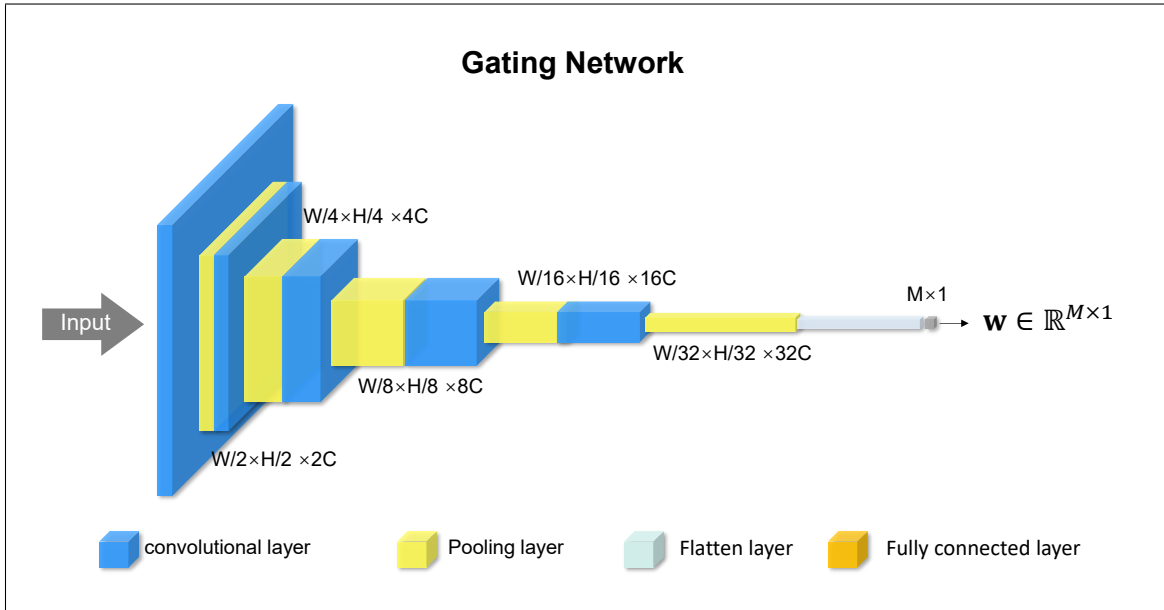 Gating Network
W/4×H/4 ×4C
W/16×H/16 ×16C
M×1
Input
𝐰 ∈ ℝ^{M×1}
W/32×H/32 ×32C
W/8×H/8 ×8C
W/2×H/2 ×2C
convolutional layer
Pooling layer
Flatten layer
Fully connected layer